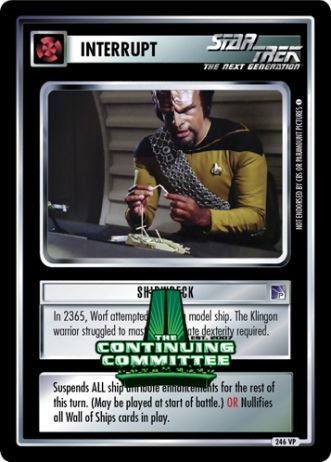 INTERRUPT
STAR TREK
THE NEXT GENERATION
NOT ENDORSED BY CBS OR PARAMOUNT PICTURES
In 2365, Worf attempted model ship. The Klingon
warrior struggled to dexterity required.
THE
EST. 2007
CONTINUING
COMMITTEE
Suspends ALL ship enhancements for the rest of
this turn. (May be played at start of battle.) OR Nullifies
all Wall of Ships cards in play.
P
246 VP